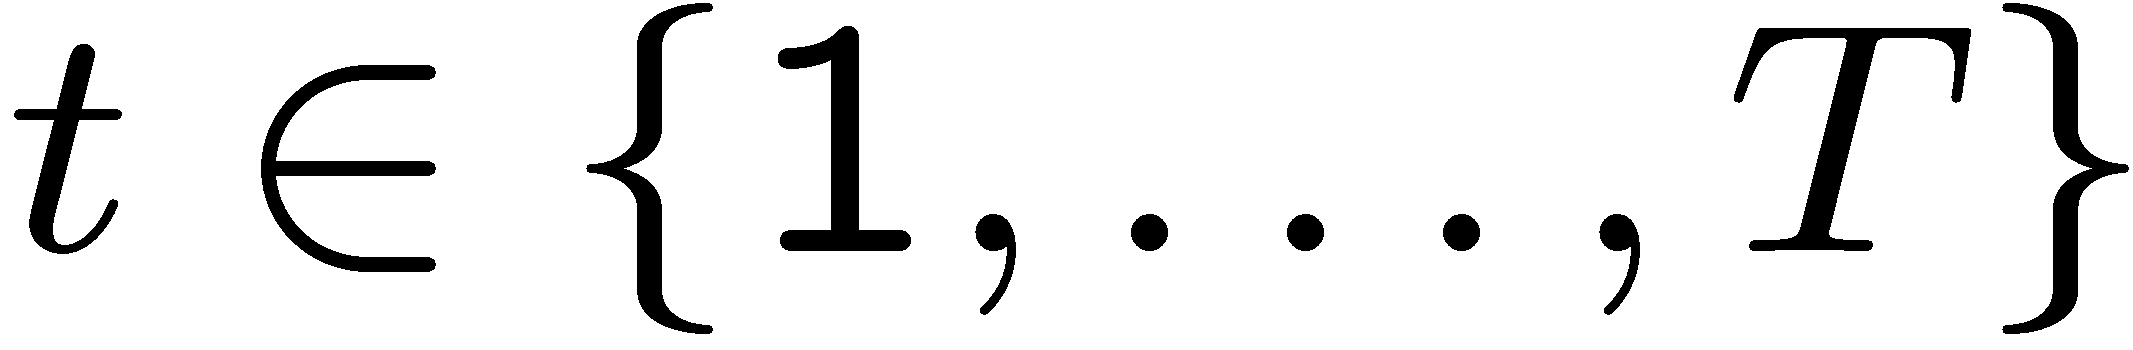 t ∈ {1, . . . , T}